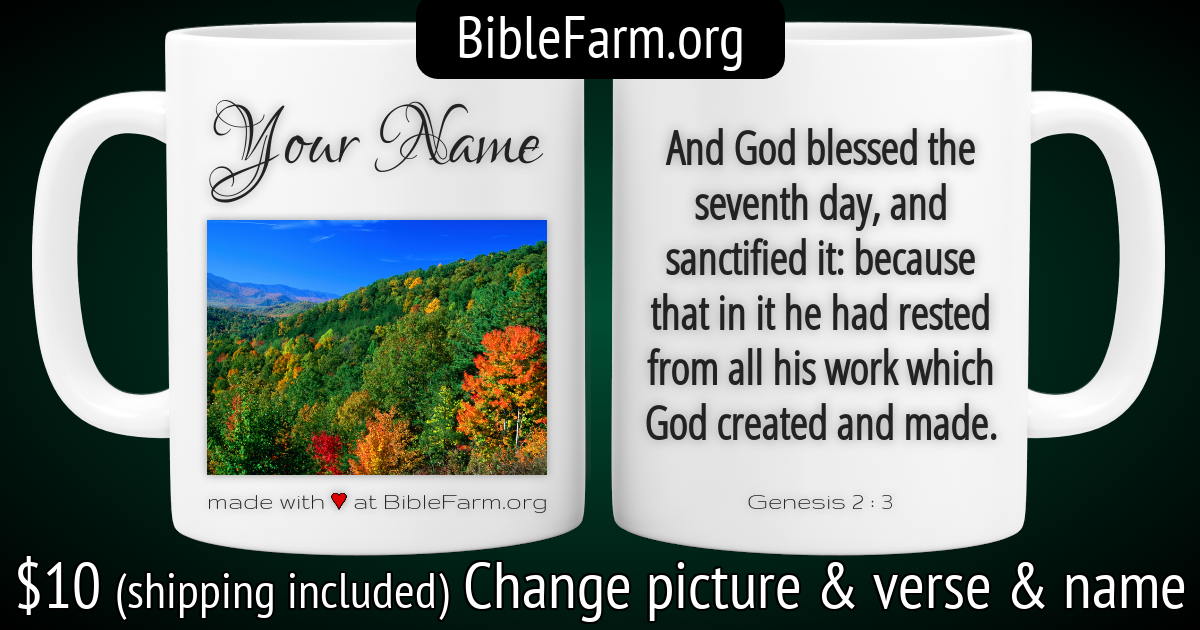 BibleFarm.org
Your Name
made with ♥ at BibleFarm.org
And God blessed the
seventh day, and
sanctified it: because
that in it he had rested
from all his work which
God created and made.
Genesis 2 : 3
$10 (shipping included) Change picture & verse & name